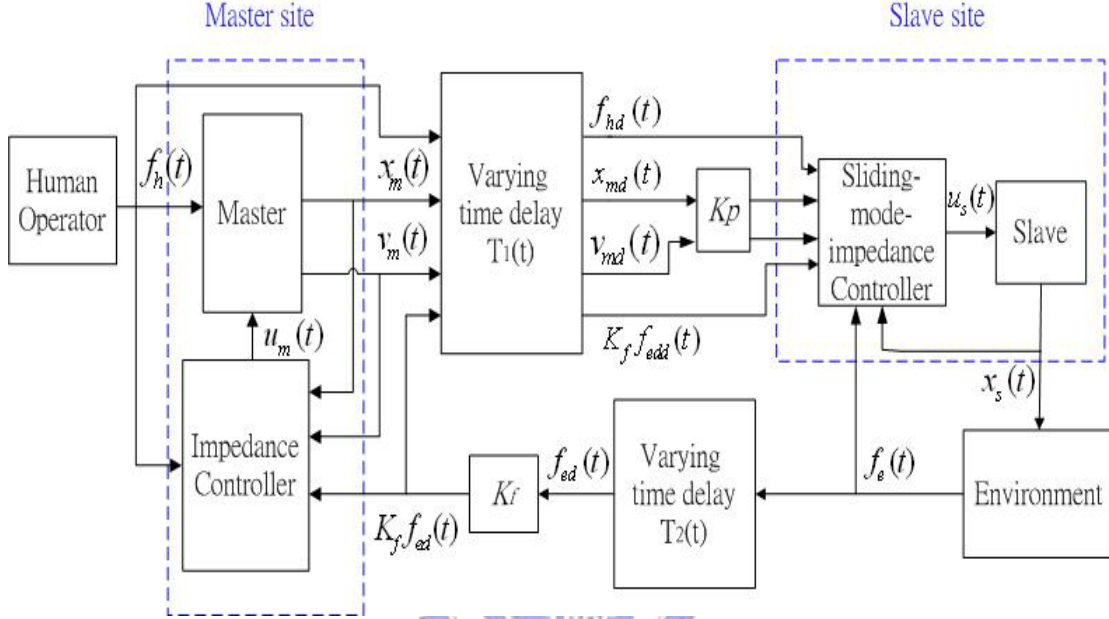 Master site
Slave site
Human
Operator
f_h(t)
Master
u_m(t)
Impedance
Controller
x_m(t)
v_m(t)
Varying
time delay
T1(t)
f_hd(t)
x_md(t)
v_md(t)
Kp
K_f f_edd(t)
Sliding-
mode-
impedance
Controller
u_s(t)
Slave
x_s(t)
K_f f_ed(t)
Kf
f_ed(t)
Varying
time delay
T2(t)
f_e(t)
Environment